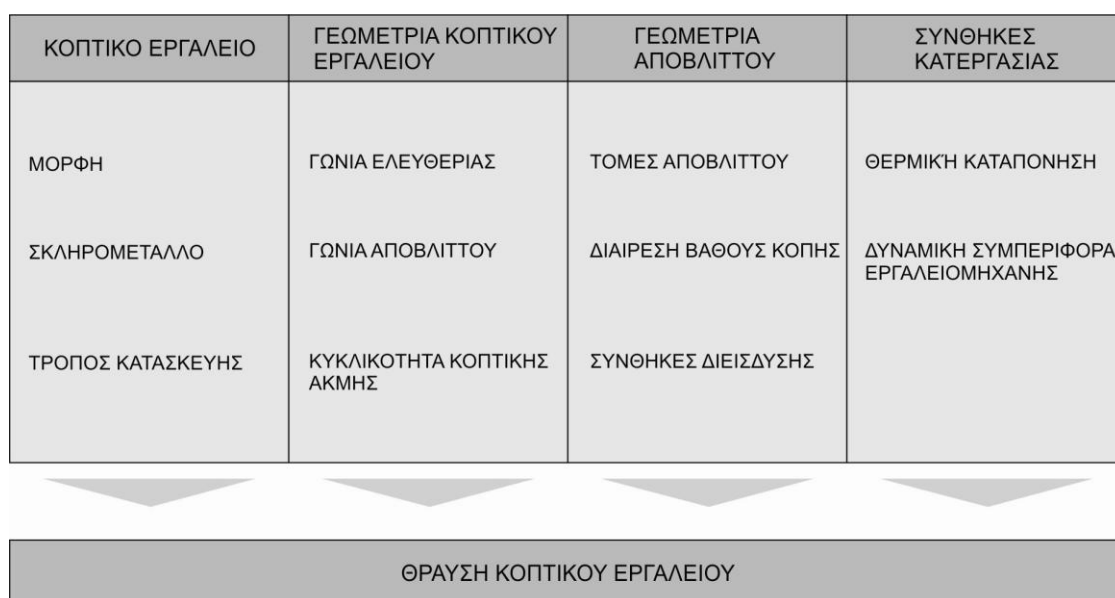 ΚΟΠΤΙΚΟ ΕΡΓΑΛΕΙΟ
ΓΕΩΜΕΤΡΙΑ ΚΟΠΤΙΚΟΥ
ΕΡΓΑΛΕΙΟΥ
ΓΕΩΜΕΤΡΙΑ
ΑΠΟΒΛΙΤΤΟΥ
ΣΥΝΘΗΚΕΣ
ΚΑΤΕΡΓΑΣΙΑΣ
ΜΟΡΦΗ
ΓΩΝΙΑ ΕΛΕΥΘΕΡΙΑΣ
ΤΟΜΕΣ ΑΠΟΒΛΙΤΤΟΥ
ΘΕΡΜΙΚΉ ΚΑΤΑΠΟΝΗΣΗ
ΣΚΛΗΡΟΜΕΤΑΛΛΟ
ΓΩΝΙΑ ΑΠΟΒΛΙΤΤΟΥ
ΔΙΑΙΡΕΣΗ ΒΑΘΟΥΣ ΚΟΠΗΣ
ΔΥΝΑΜΙΚΗ ΣΥΜΠΕΡΙΦΟΡΑ
ΕΡΓΑΛΕΙΟΜΗΧΑΝΗΣ
ΤΡΟΠΟΣ ΚΑΤΑΣΚΕΥΗΣ
ΚΥΚΛΙΚΟΤΗΤΑ ΚΟΠΤΙΚΗΣ
ΑΚΜΗΣ
ΣΥΝΘΗΚΕΣ ΔΙΕΙΣΔΥΣΗΣ
ΘΡΑΥΣΗ ΚΟΠΤΙΚΟΥ ΕΡΓΑΛΕΙΟΥ